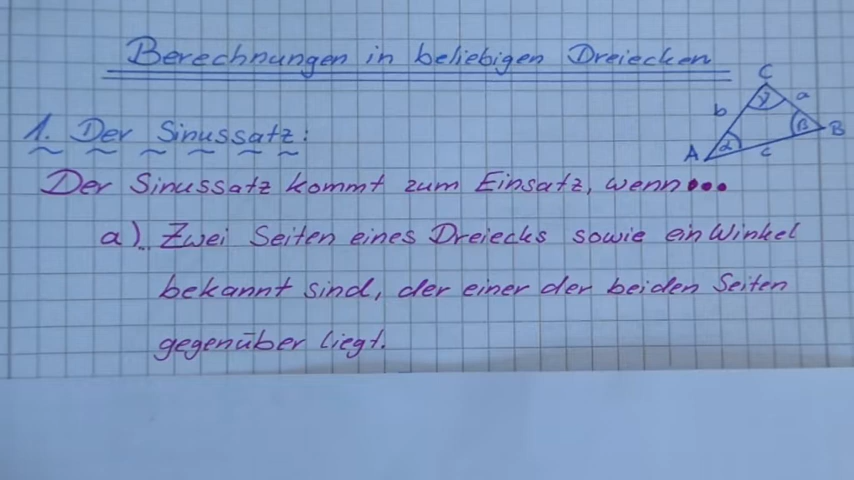 Berechnungen in beliebigen Dreiecken
C
γ
a
b
1. Der Sinussatz:
β
B
A
α
c
Der Sinussatz kommt zum Einsatz, wenn...
a) Zwei Seiten eines Dreiecks sowie ein Winkel
bekannt sind, der einer der beiden Seiten
gegenüber liegt.